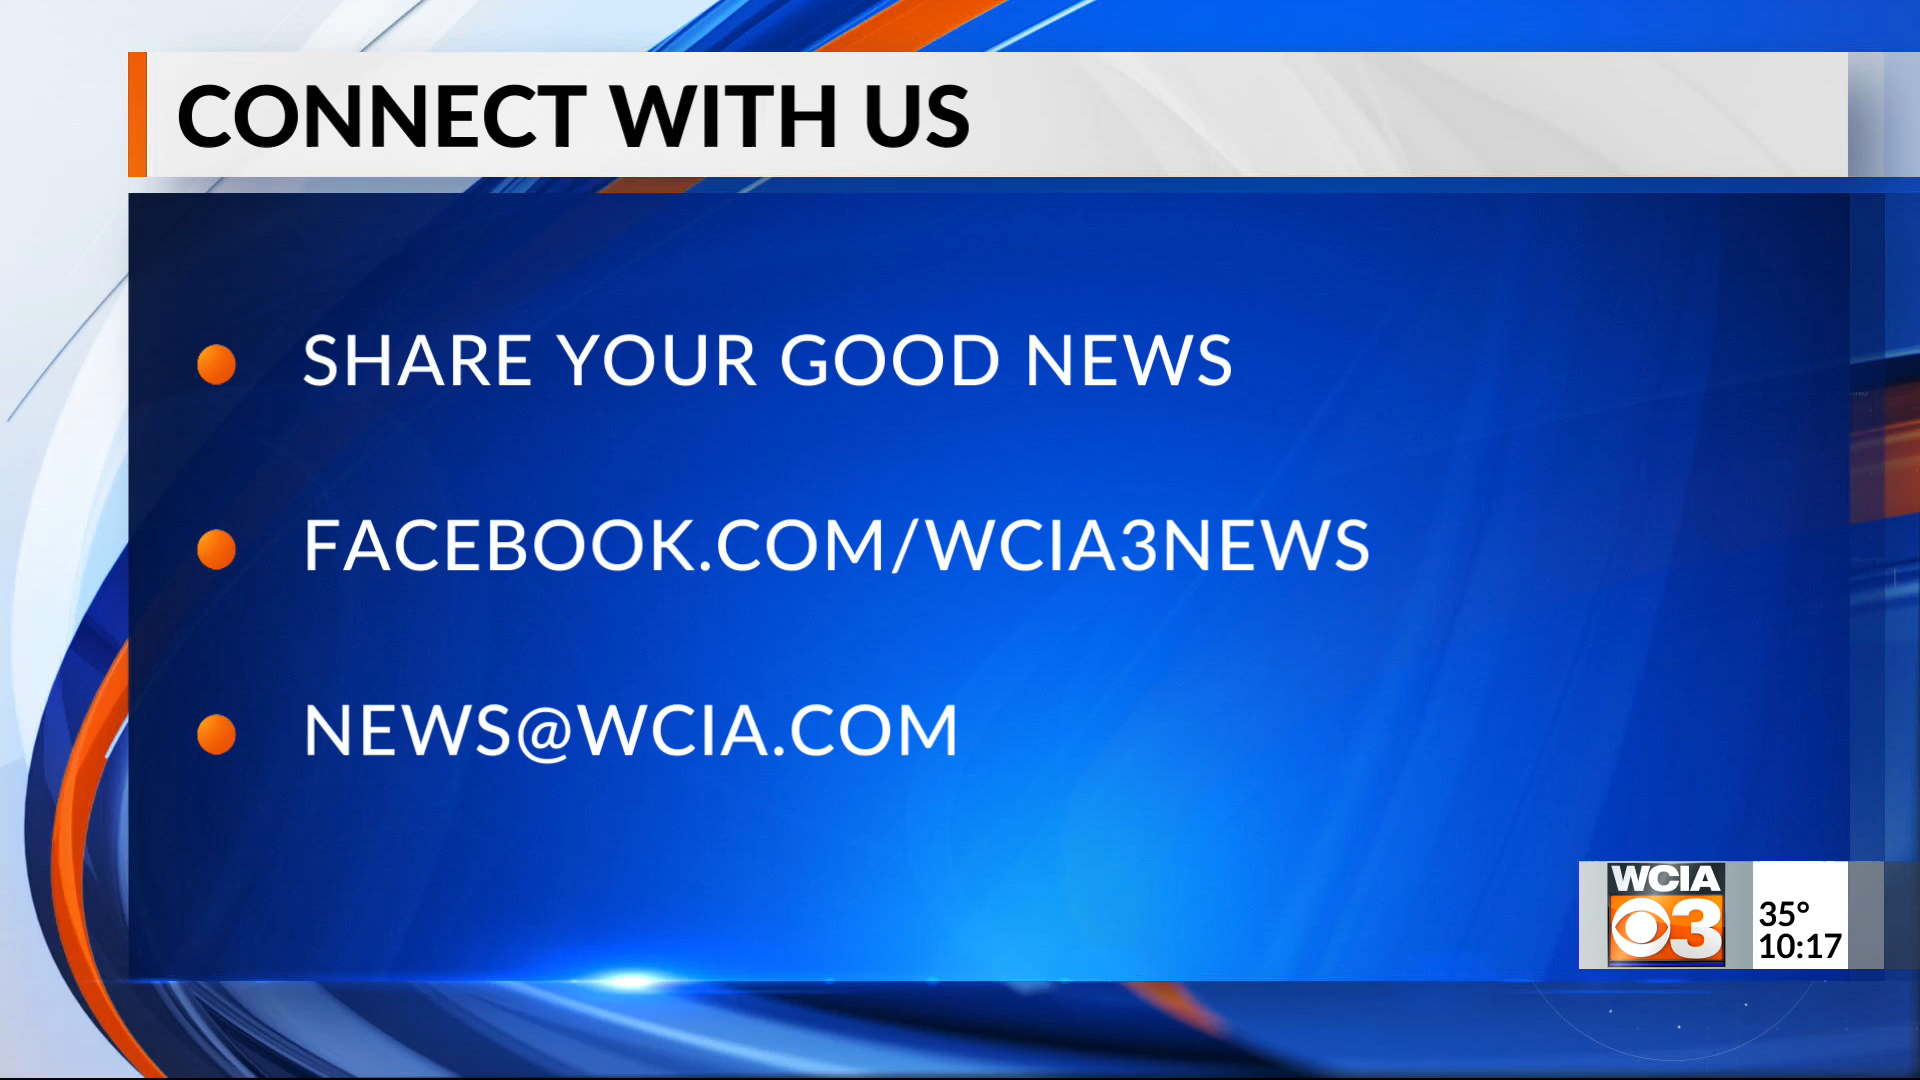 CONNECT WITH US
SHARE YOUR GOOD NEWS
FACEBOOK.COM/WCIA3NEWS
NEWS@WCIA.COM
WCIA
3
35°
10:17